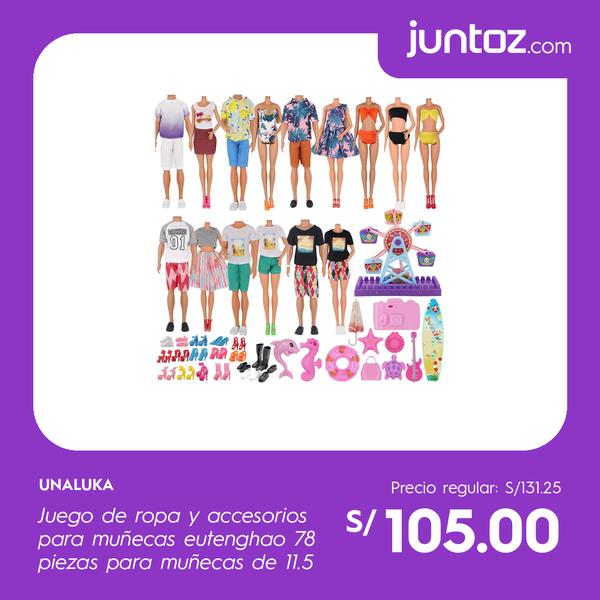 juntoz.com
01
UNALUKA
Juego de ropa y accesorios
para muñecas eutenghao 78
piezas para muñecas de 11.5
Precio regular: S/131.25
S/105.00